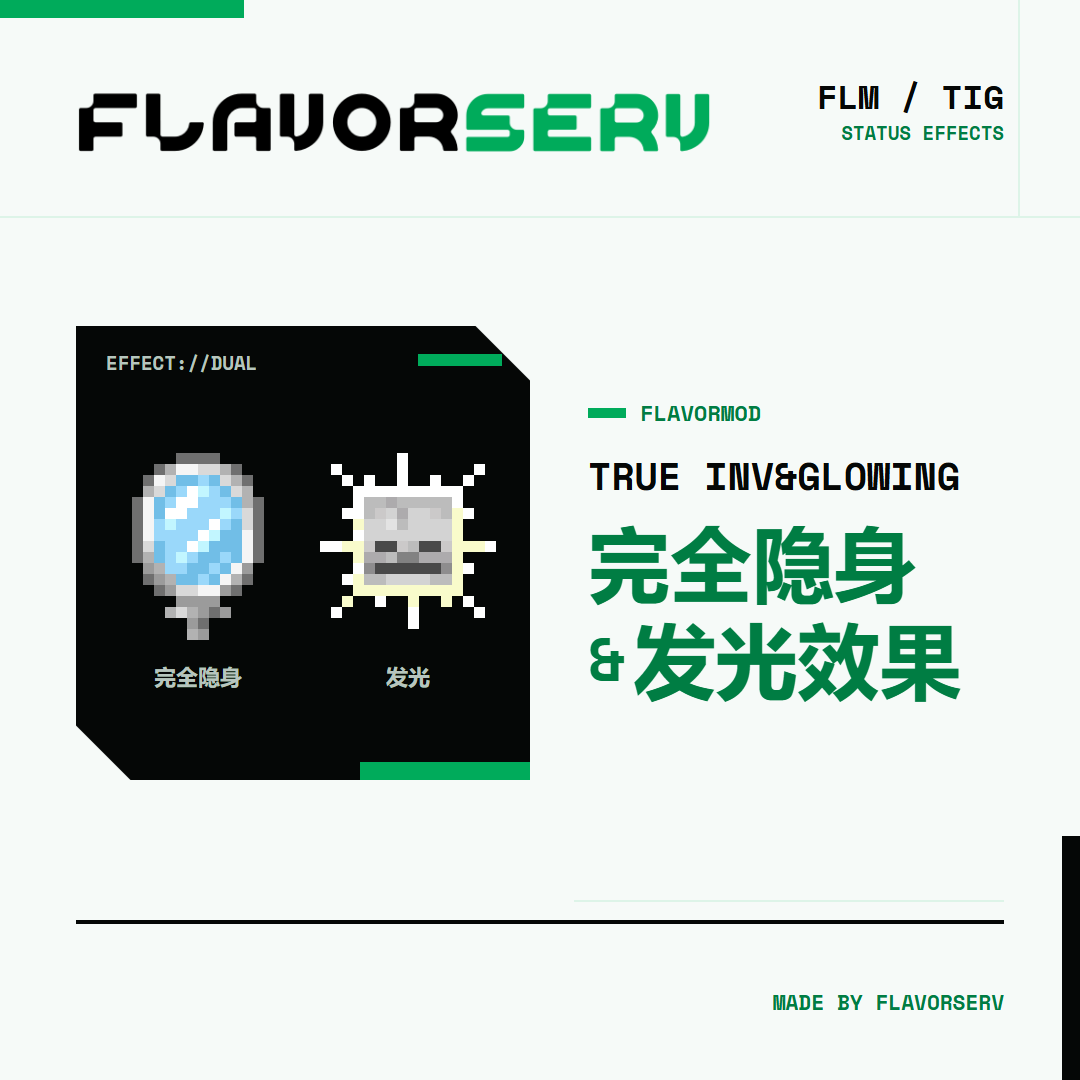 FLAVORSERV
FLM / TIG
STATUS EFFECTS
EFFECT://DUAL
完全隐身
发光
FLAVORMOD
TRUE INV&GLOWING
完全隐身
&发光效果
MADE BY FLAVORSERV